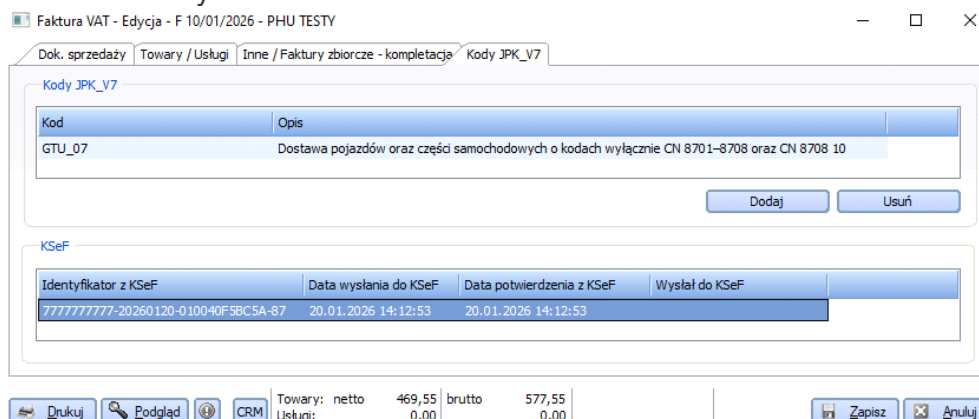 Faktura VAT - Edycja - F 10/01/2026 - PHU TESTY
Dok. sprzedaży Towary / Usługi Inne / Faktury zbiorcze - kompletacja Kody JPK_V7
Kody JPK_V7
Kod Opis
GTU_07 Dostawa pojazdów oraz części samochodowych o kodach wyłącznie CN 8701–8708 oraz CN 8708 10
Dodaj Usuń
KSeF
Identyfikator z KSeF Data wysłania do KSeF Data potwierdzenia z KSeF Wysłał do KSeF
7777777777-20260120-010040F5BC5A-87 20.01.2026 14:12:53 20.01.2026 14:12:53
Drukuj Podgląd CRM Towary: netto 469,55 brutto 577,55 Zapisz Anuluj
Usługi: 0,00 0,00